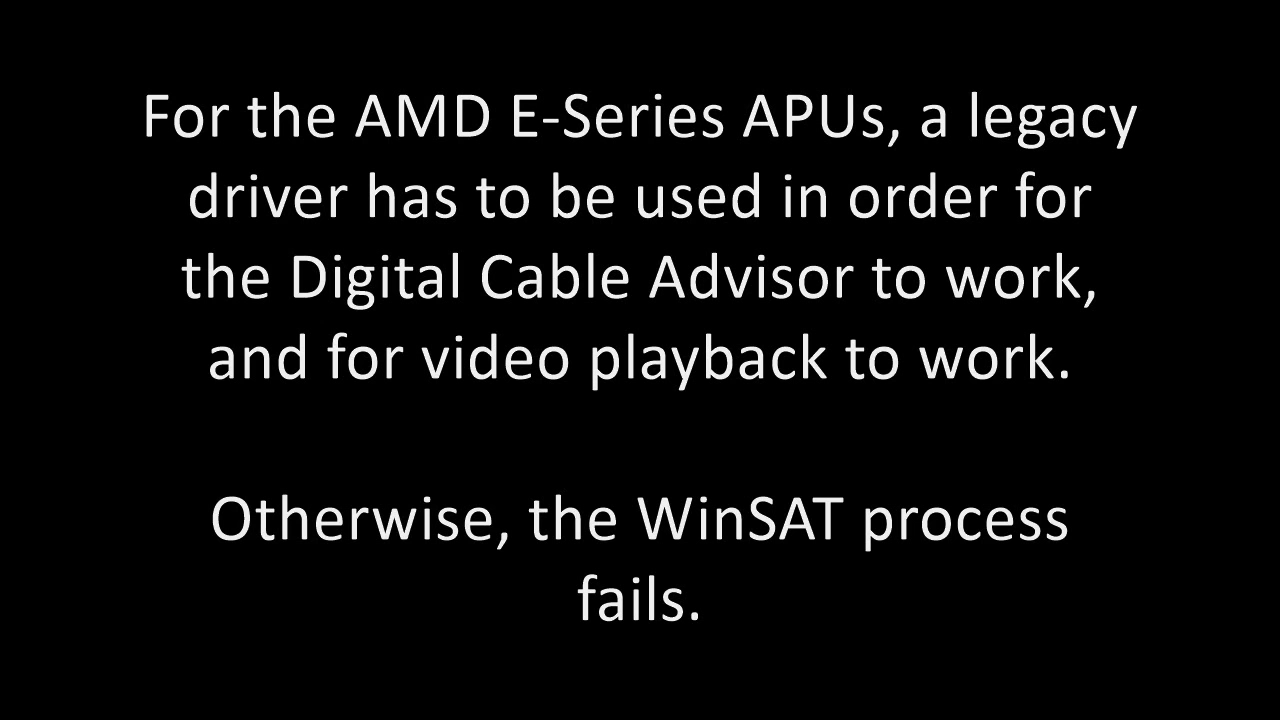 For the AMD E-Series APUs, a legacy
driver has to be used in order for
the Digital Cable Advisor to work,
and for video playback to work.
Otherwise, the WinSAT process
fails.